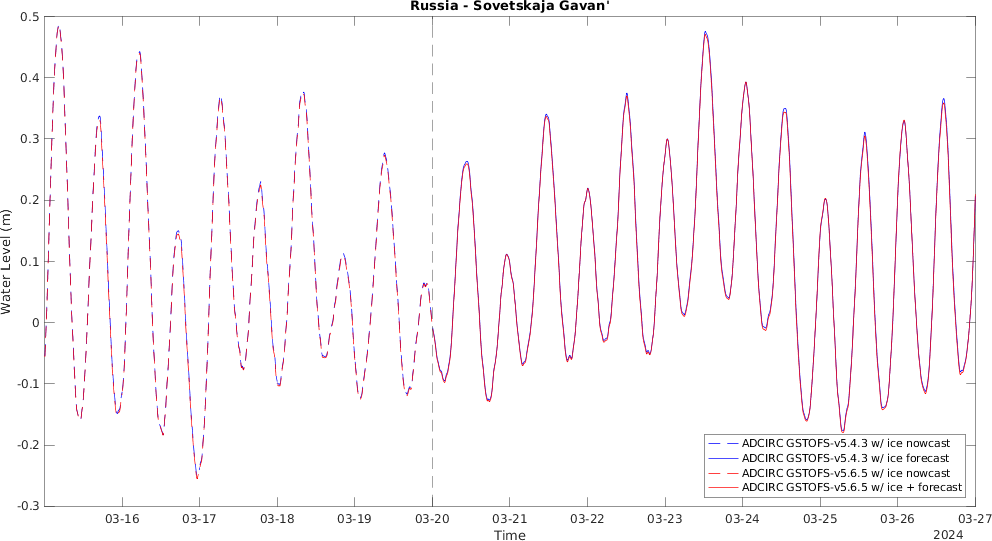 Russia - Sovetskaja Gavan'
0.5
0.4
0.3
0.2
0.1
0
-0.1
-0.2
-0.3
Water Level (m)
ADCIRC GSTOFS-v5.4.3 w/ ice nowcast
ADCIRC GSTOFS-v5.4.3 w/ ice forecast
ADCIRC GSTOFS-v5.6.5 w/ ice nowcast
ADCIRC GSTOFS-v5.6.5 w/ ice + forecast
03-16 03-17 03-18 03-19 03-20 03-21 03-22 03-23 03-24 03-25 03-26 03-27
Time
2024